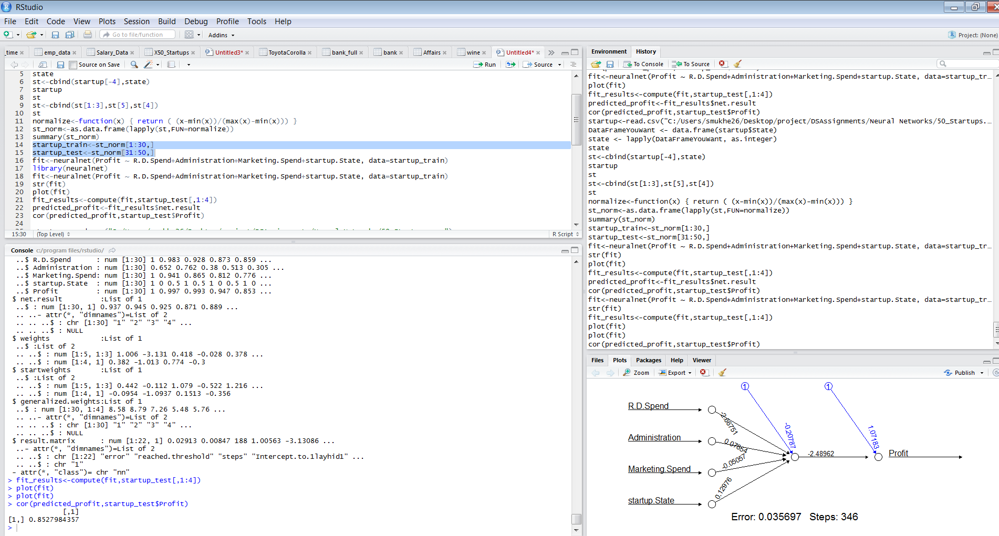 RStudio
File Edit Code View Plots Session Build Debug Profile Tools Help
Go to file/function Addins Project: (None)
_time emp_data Salary_Data X50_Startups Untitled3* ToyotaCorolla bank_full bank Affairs wine Untitled4*
Source on Save Run Source
5 state
6 st<-cbind(startup[-4],state)
7 startup
8 st
9 st<-cbind(st[1:3],st[5],st[4])
10 st
11 normalize<-function(x) { return ( (x-min(x))/(max(x)-min(x))) }
12 st_norm<-as.data.frame(lapply(st,FUN=normalize))
13 summary(st_norm)
14 startup_train<-st_norm[1:30,]
15 startup_test<-st_norm[31:50,]
16 fit<-neuralnet(Profit ~ R.D.Spend+Administration+Marketing.Spend+startup.State, data=startup_train)
17 library(neuralnet)
18 fit<-neuralnet(Profit ~ R.D.Spend+Administration+Marketing.Spend+startup.State, data=startup_train)
19 str(fit)
20 plot(fit)
21 fit_results<-compute(fit,startup_test[,1:4])
22 predicted_profit<-fit_results$net.result
23 cor(predicted_profit,startup_test$Profit)
24
15:30 (Top Level) R Script
Console c:/program files/rstudio/
..$ R.D.Spend : num [1:30] 1 0.983 0.928 0.873 0.859 ...
..$ Administration : num [1:30] 0.652 0.762 0.38 0.513 0.305 ...
..$ Marketing.Spend: num [1:30] 1 0.941 0.865 0.812 0.776 ...
..$ startup.State : num [1:30] 1 0 0.5 1 0.5 1 0 0.5 1 0 ...
..$ Profit : num [1:30] 1 0.997 0.993 0.947 0.853 ...
$ net.result :List of 1
..$ : num [1:30, 1] 0.937 0.945 0.925 0.871 0.889 ...
.. ..- attr(*, "dimnames")=List of 2
.. .. ..$ : chr [1:30] "1" "2" "3" "4" ...
.. .. ..$ : NULL
$ weights :List of 1
..$ :List of 2
.. ..$ : num [1:5, 1:3] 1.006 -3.131 0.418 -0.028 0.378 ...
.. ..$ : num [1:4, 1] 0.382 -1.013 0.774 -0.3
$ startweights :List of 1
..$ :List of 2
.. ..$ : num [1:5, 1:3] 0.442 -0.112 1.079 -0.522 1.216 ...
.. ..$ : num [1:4, 1] -0.0954 -1.0937 0.1513 -0.356
$ generalized.weights:List of 1
..$ : num [1:30, 1:4] 8.58 8.79 7.26 5.48 5.76 ...
.. ..- attr(*, "dimnames")=List of 2
.. .. ..$ : chr [1:30] "1" "2" "3" "4" ...
.. .. ..$ : NULL
$ result.matrix : num [1:22, 1] 0.02913 0.00847 188 1.00563 -3.13086 ...
..- attr(*, "dimnames")=List of 2
.. ..$ : chr [1:22] "error" "reached.threshold" "steps" "Intercept.to.1layhid1" ...
.. ..$ : chr "1"
- attr(*, "class")= chr "nn"
> fit_results<-compute(fit,startup_test[,1:4])
> plot(fit)
> plot(fit)
> cor(predicted_profit,startup_test$Profit)
[,1]
[1,] 0.8527984357
>
Environment History
To Console To Source
fit<-neuralnet(Profit ~ R.D.Spend+Administration+Marketing.Spend+startup.State, data=startup_tr...
plot(fit)
fit_results<-compute(fit,startup_test[,1:4])
predicted_profit<-fit_results$net.result
cor(predicted_profit,startup_test$Profit)
startup<-read.csv("C:/Users/smukhe26/Desktop/project/DSAssignments/Neural Networks/50_Startups....
DataFrameYouWant <- data.frame(startup$State)
state <- lapply(DataFrameYouWant, as.integer)
state
st<-cbind(startup[-4],state)
startup
st
st<-cbind(st[1:3],st[5],st[4])
st
normalize<-function(x) { return ( (x-min(x))/(max(x)-min(x))) }
st_norm<-as.data.frame(lapply(st,FUN=normalize))
summary(st_norm)
startup_train<-st_norm[1:30,]
startup_test<-st_norm[31:50,]
fit<-neuralnet(Profit ~ R.D.Spend+Administration+Marketing.Spend+startup.State, data=startup_tr...
str(fit)
plot(fit)
fit_results<-compute(fit,startup_test[,1:4])
predicted_profit<-fit_results$net.result
cor(predicted_profit,startup_test$Profit)
fit<-neuralnet(Profit ~ R.D.Spend+Administration+Marketing.Spend+startup.State, data=startup_tr...
str(fit)
fit_results<-compute(fit,startup_test[,1:4])
plot(fit)
plot(fit)
cor(predicted_profit,startup_test$Profit)
Files Plots Packages Help Viewer
Zoom Export Publish
1 1
R.D.Spend
-2.66751
-0.20787
1.07183
Administration
0.07854
-2.48962
Profit
Marketing.Spend
-0.05057
startup.State
0.12976
Error: 0.035697 Steps: 346